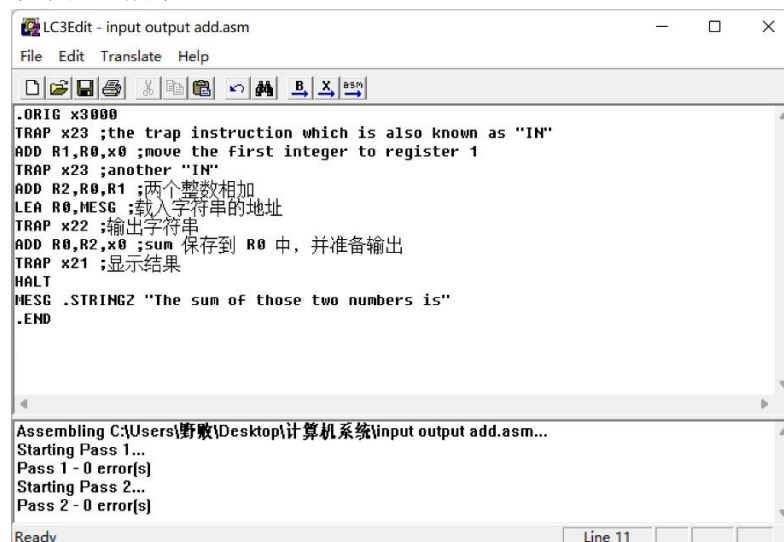 LC3Edit - input output add.asm
File Edit Translate Help
B X asm
.ORIG x3000
TRAP x23 ;the trap instruction which is also known as "IN"
ADD R1,R0,x0 ;move the first integer to register 1
TRAP x23 ;another "IN"
ADD R2,R0,R1 ;两个整数相加
LEA R0,MESG ;载入字符串的地址
TRAP x22 ;输出字符串
ADD R0,R2,x0 ;sum 保存到 R0 中，并准备输出
TRAP x21 ;显示结果
HALT
MESG .STRINGZ "The sum of those two numbers is"
.END
Assembling C:\Users\野歌\Desktop\计算机系统\input output add.asm...
Starting Pass 1...
Pass 1 - 0 error(s)
Starting Pass 2...
Pass 2 - 0 error(s)
Ready
Line 11